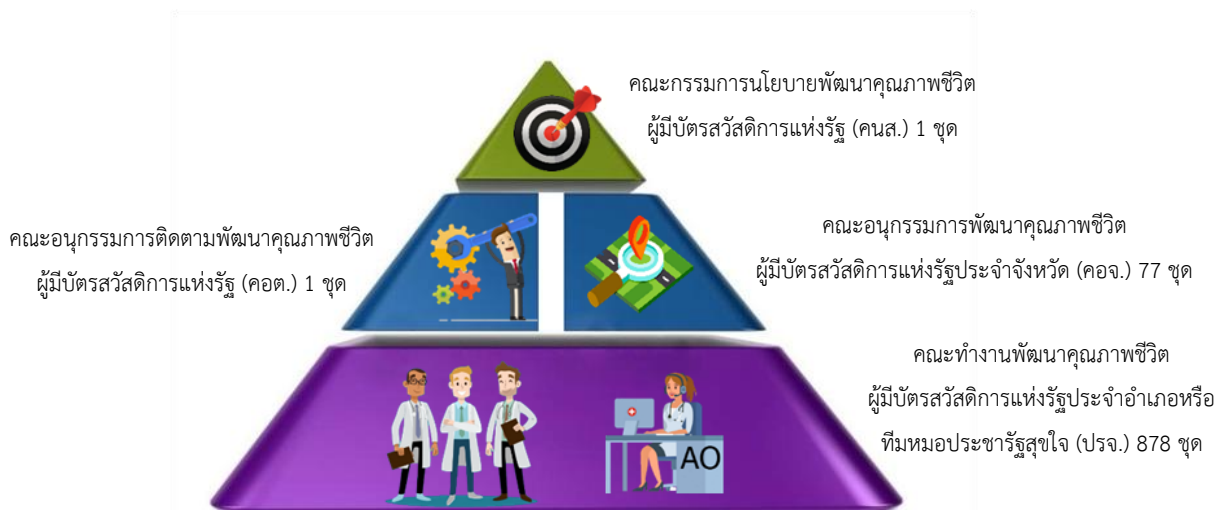 คณะกรรมการนโยบายพัฒนาคุณภาพชีวิต
ผู้มีบัตรสวัสดิการแห่งรัฐ (คนส.) 1 ชุด
คณะอนุกรรมการติดตามพัฒนาคุณภาพชีวิต
ผู้มีบัตรสวัสดิการแห่งรัฐ (คอต.) 1 ชุด
คณะอนุกรรมการพัฒนาคุณภาพชีวิต
ผู้มีบัตรสวัสดิการแห่งรัฐประจำจังหวัด (คอจ.) 77 ชุด
คณะทำงานพัฒนาคุณภาพชีวิต
ผู้มีบัตรสวัสดิการแห่งรัฐประจำอำเภอหรือ
ทีมหมอประชารัฐสุขใจ (ปรจ.) 878 ชุด
AO